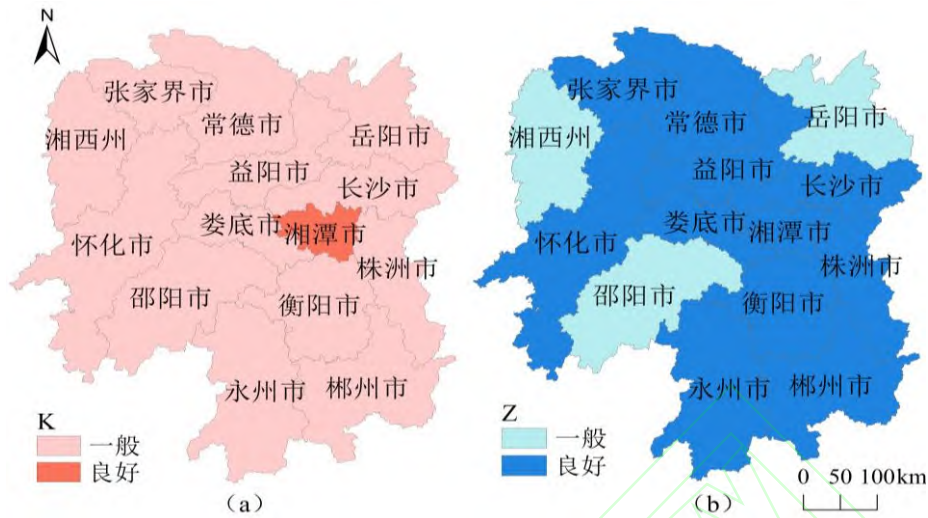 N
张家界市
常德市
岳阳市
湘西州
益阳市
长沙市
娄底市
湘潭市
怀化市
株洲市
邵阳市
衡阳市
永州市
郴州市
K
一般
良好
(a)
张家界市
常德市
岳阳市
湘西州
益阳市
长沙市
娄底市
湘潭市
怀化市
株洲市
邵阳市
衡阳市
永州市
郴州市
Z
一般
良好
0 50 100km
(b)